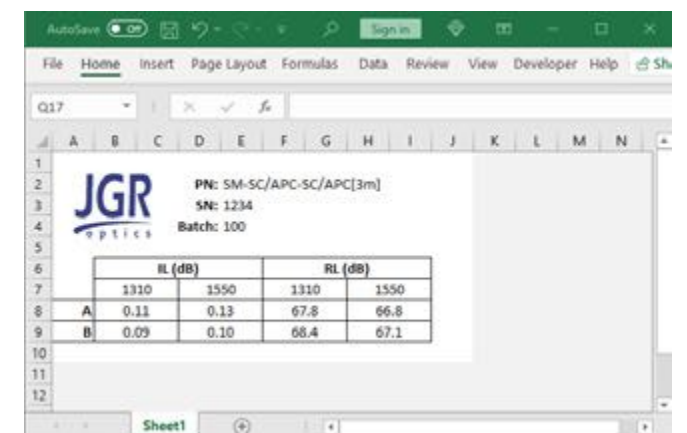 AutoSave Off Sign in
File Home Insert Page Layout Formulas Data Review View Developer Help Sh
Q17 fx
A B C D E F G H I J K L M N
1
2 PN: SM-SC/APC-SC/APC[3m]
3 JGR SN: 1234
4 optics Batch: 100
5
6 IL (dB) RL (dB)
7 1310 1550 1310 1550
8 A 0.11 0.13 67.8 66.8
9 B 0.09 0.10 68.4 67.1
10
11
12
Sheet1